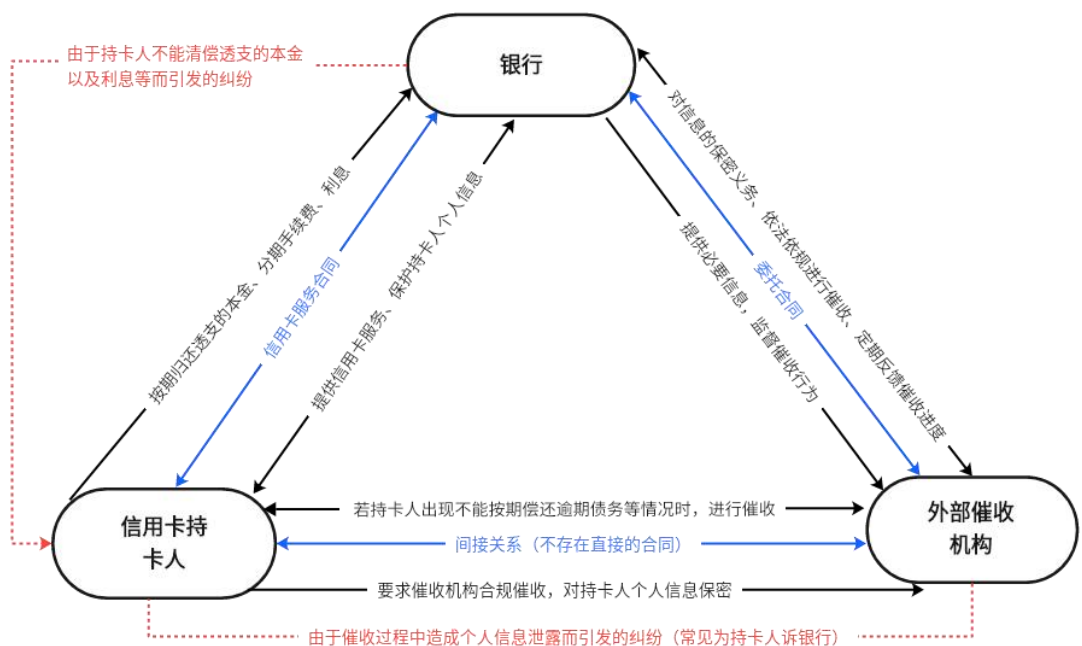 由于持卡人不能清偿透支的本金
以及利息等而引发的纠纷
银行
对信息的保密义务、依法依规进行催收、定期反馈催收进度
按期归还透支的本金、分期手续费、利息
信用卡服务合同
提供信用卡服务、保护持卡人个人信息
提供必要信息，监督催收行为
委托合同
信用卡持
卡人
若持卡人出现不能按期偿还逾期债务等情况时，进行催收
间接关系（不存在直接的合同）
要求催收机构合规催收，对持卡人个人信息保密
外部催收
机构
由于催收过程中造成个人信息泄露而引发的纠纷（常见为持卡人诉银行）